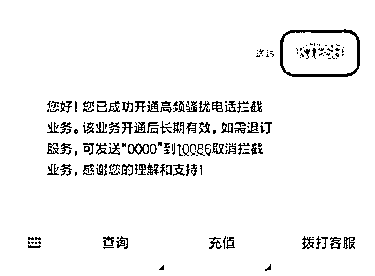 您好！您已成功开通高频骚扰电话拦截
业务。该业务开通后长期有效，如需退订
服务，可发送“0000”到10086取消拦截
业务，感谢您的理解和支持！
查询 充值 拨打客服